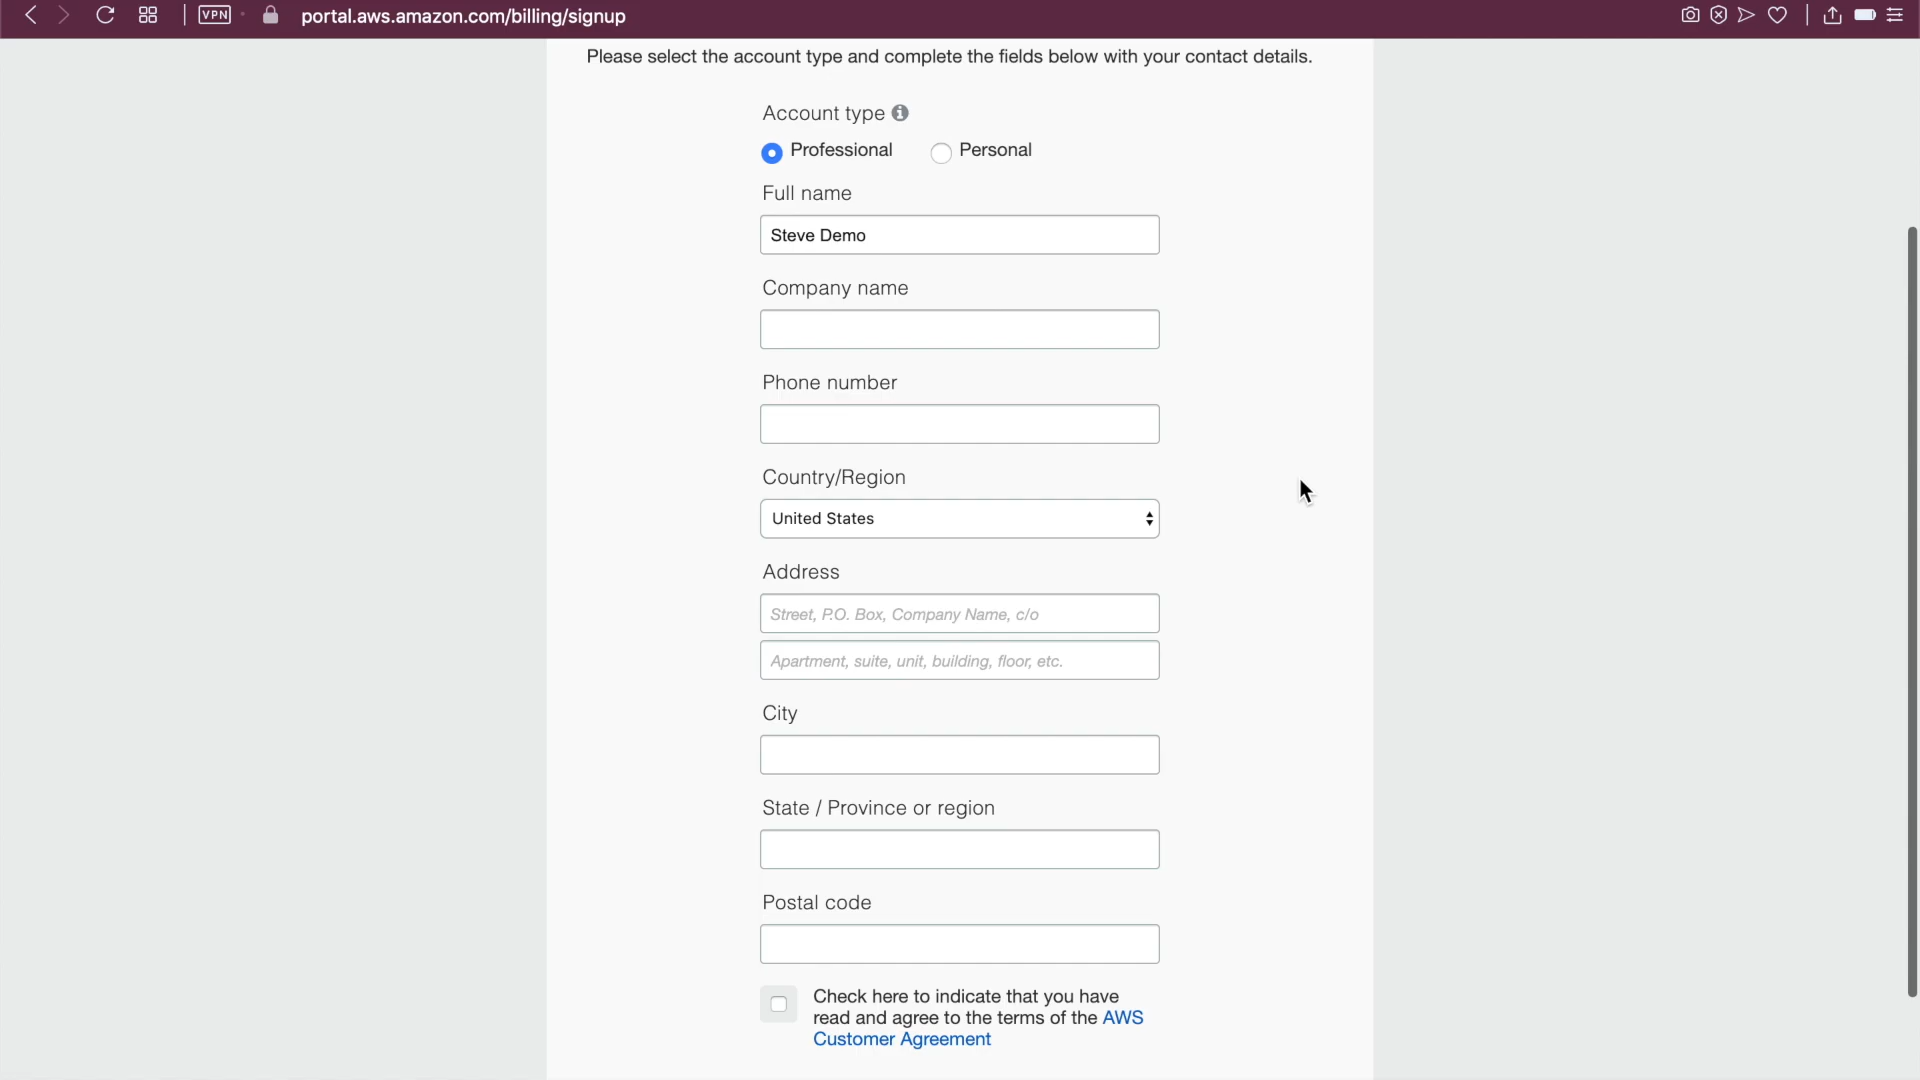 VPN
portal.aws.amazon.com/billing/signup
Please select the account type and complete the fields below with your contact details.
Account type
Professional
Personal
Full name
Steve Demo
Company name
Phone number
Country/Region
United States
Address
Street, P.O. Box, Company Name, c/o
Apartment, suite, unit, building, floor, etc.
City
State / Province or region
Postal code
Check here to indicate that you have
read and agree to the terms of the AWS
Customer Agreement